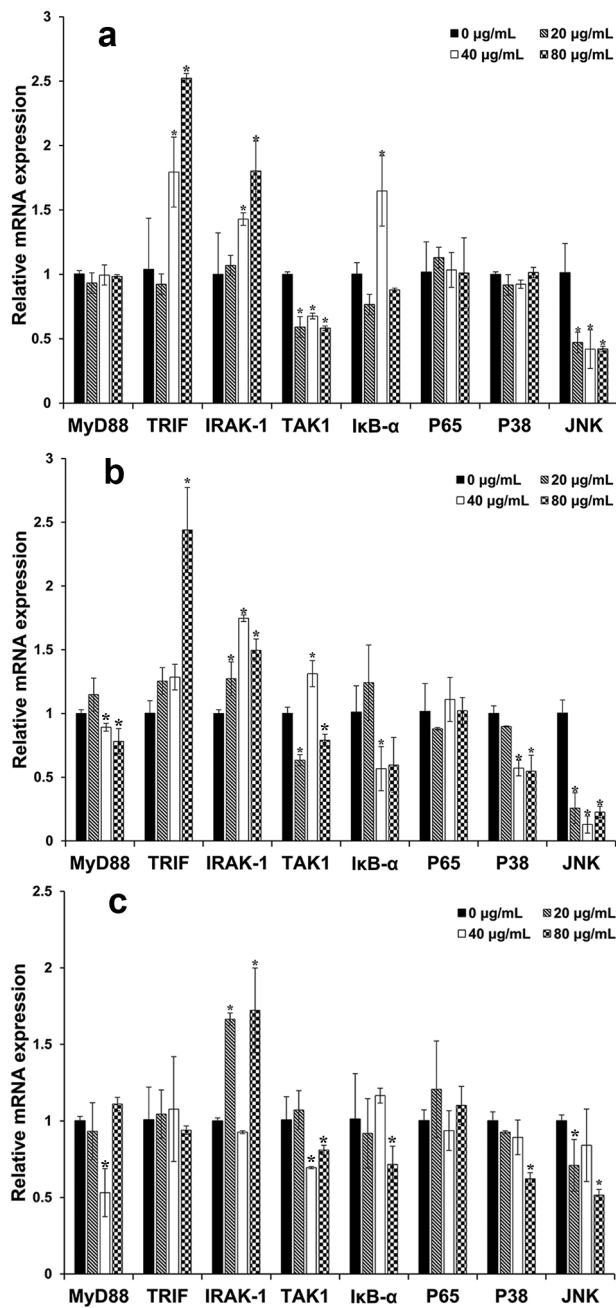 a
0 µg/mL 20 µg/mL
40 µg/mL 80 µg/mL
Relative mRNA expression
3
2.5
2
1.5
1
0.5
0
* * * * * * * * * * * *
MyD88 TRIF IRAK-1 TAK1 IκB-α P65 P38 JNK
b
0 µg/mL 20 µg/mL
40 µg/mL 80 µg/mL
Relative mRNA expression
3
2.5
2
1.5
1
0.5
0
* * * * * * * * * * * * * * *
MyD88 TRIF IRAK-1 TAK1 IκB-α P65 P38 JNK
c
0 µg/mL 20 µg/mL
40 µg/mL 80 µg/mL
Relative mRNA expression
2.5
2
1.5
1
0.5
0
* * * * * * * * *
MyD88 TRIF IRAK-1 TAK1 IκB-α P65 P38 JNK